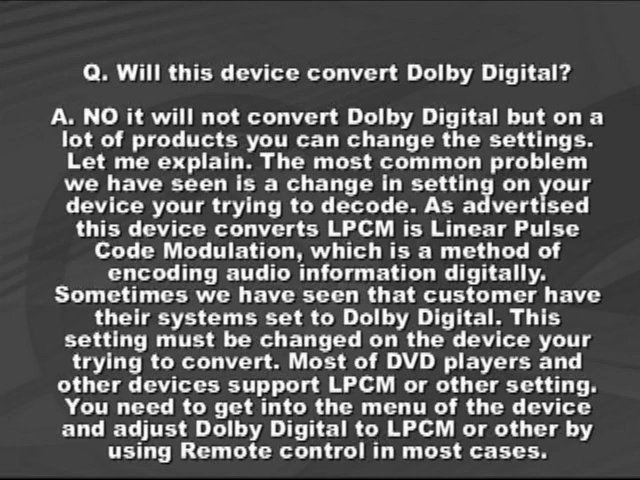 Q. Will this device convert Dolby Digital?
A. NO it will not convert Dolby Digital but on a
lot of products you can change the settings.
Let me explain. The most common problem
we have seen is a change in setting on your
device your trying to decode. As advertised
this device converts LPCM is Linear Pulse
Code Modulation, which is a method of
encoding audio information digitally.
Sometimes we have seen that customer have
their systems set to Dolby Digital. This
setting must be changed on the device your
trying to convert. Most of DVD players and
other devices support LPCM or other setting.
You need to get into the menu of the device
and adjust Dolby Digital to LPCM or other by
using Remote control in most cases.